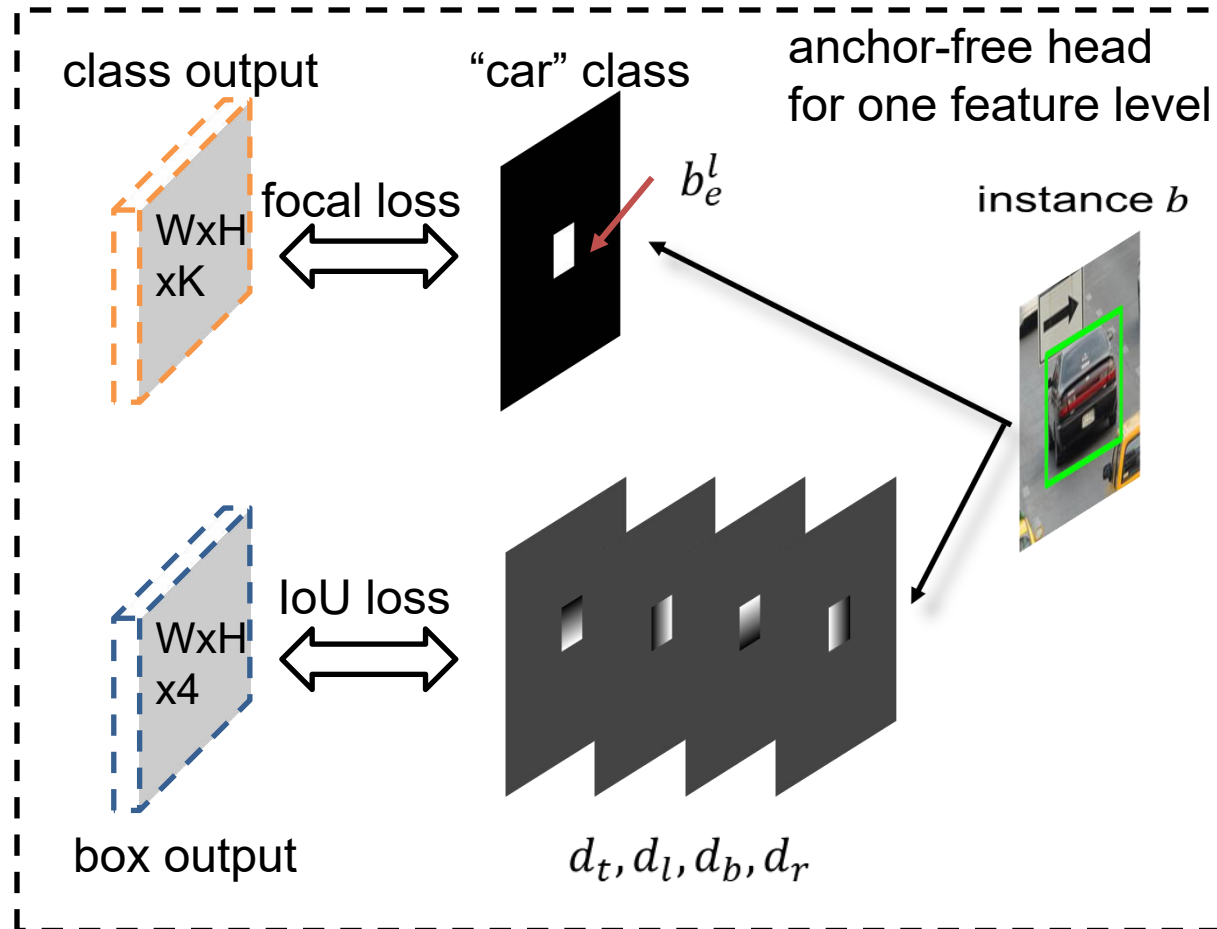 class output
“car” class
anchor-free head
for one feature level
WxH
xK
focal loss
$b_e^l$
instance $b$
WxH
x4
IoU loss
box output
$d_t, d_l, d_b, d_r$